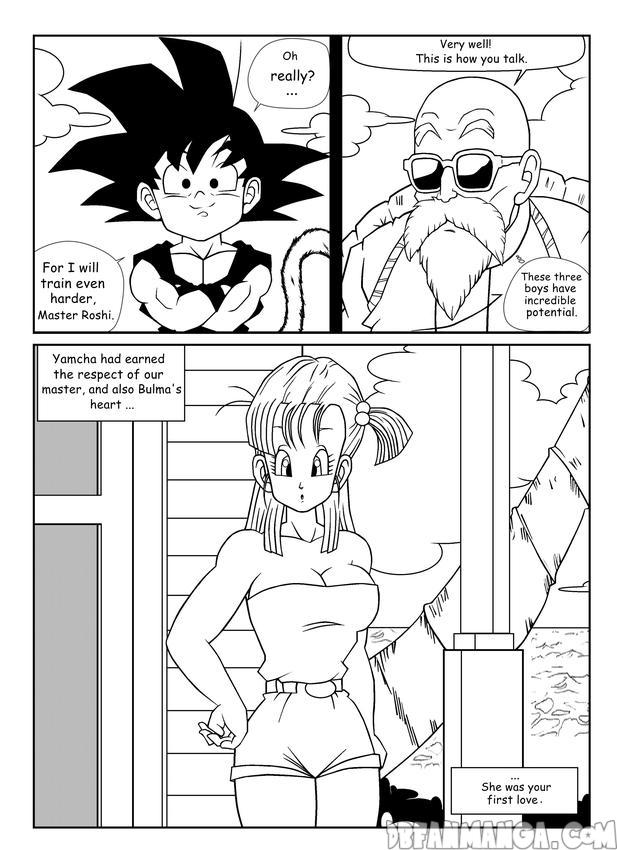 Oh
really?
...
For I will
train even
harder,
Master Roshi.
Very well!
This is how you talk.
These three
boys have
incredible
potential.
Yamcha had earned
the respect of our
master, and also Bulma's
heart ...
...
She was your
first love.
DBFANMANGA.COM